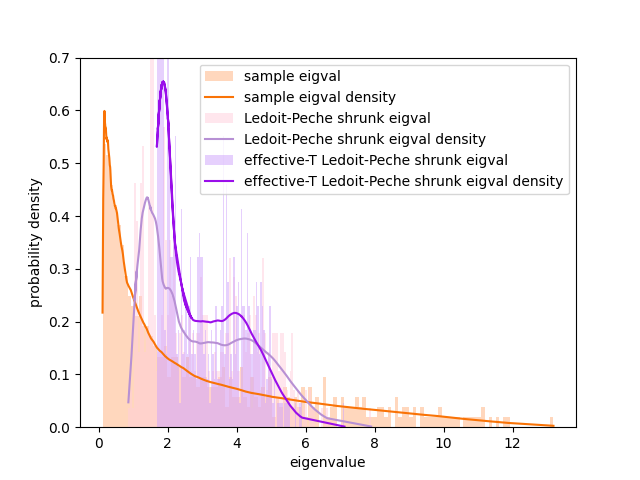 0.7
0.6
0.5
0.4
0.3
0.2
0.1
0.0
probability density
sample eigval
sample eigval density
Ledoit-Peche shrunk eigval
Ledoit-Peche shrunk eigval density
effective-T Ledoit-Peche shrunk eigval
effective-T Ledoit-Peche shrunk eigval density
0 2 4 6 8 10 12
eigenvalue